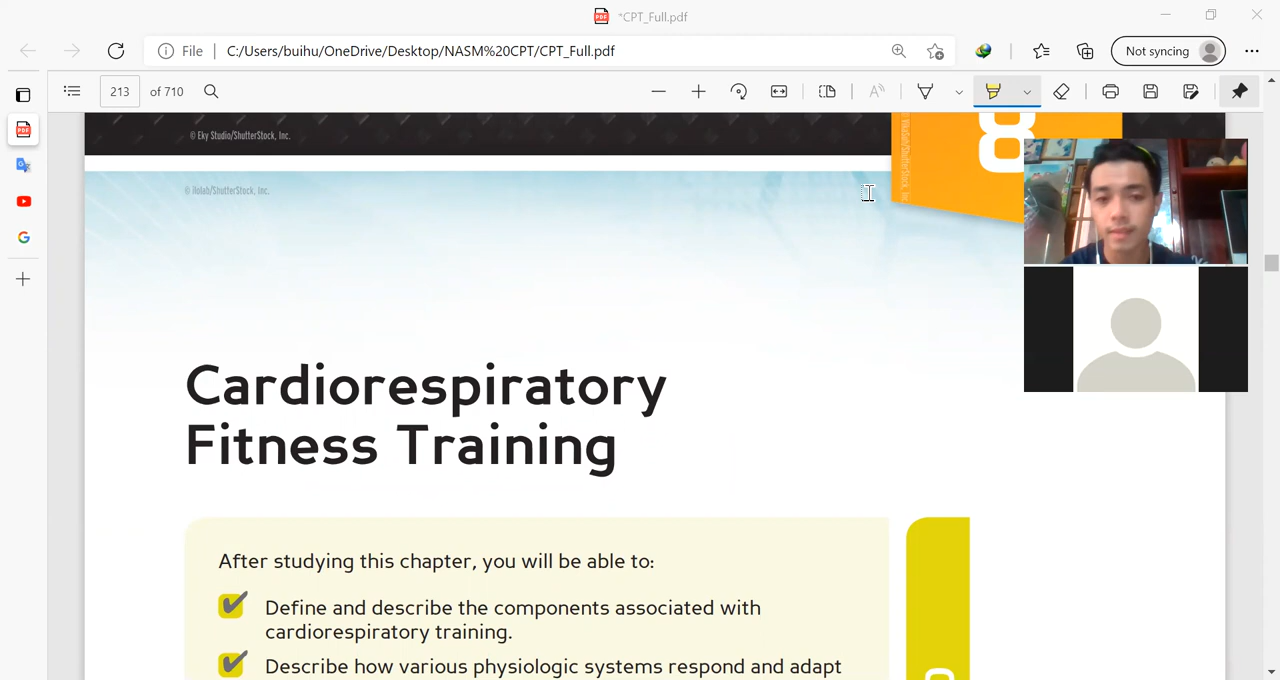 *CPT_Full.pdf
File
C:/Users/buihu/OneDrive/Desktop/NASM%20CPT/CPT_Full.pdf
Not syncing
213 of 710
© Eky Studio/ShutterStock, Inc.
8
© Holab/ShutterStock, Inc.
Cardiorespiratory
Fitness Training
After studying this chapter, you will be able to:
Define and describe the components associated with
cardiorespiratory training.
Describe how various physiologic systems respond and adapt